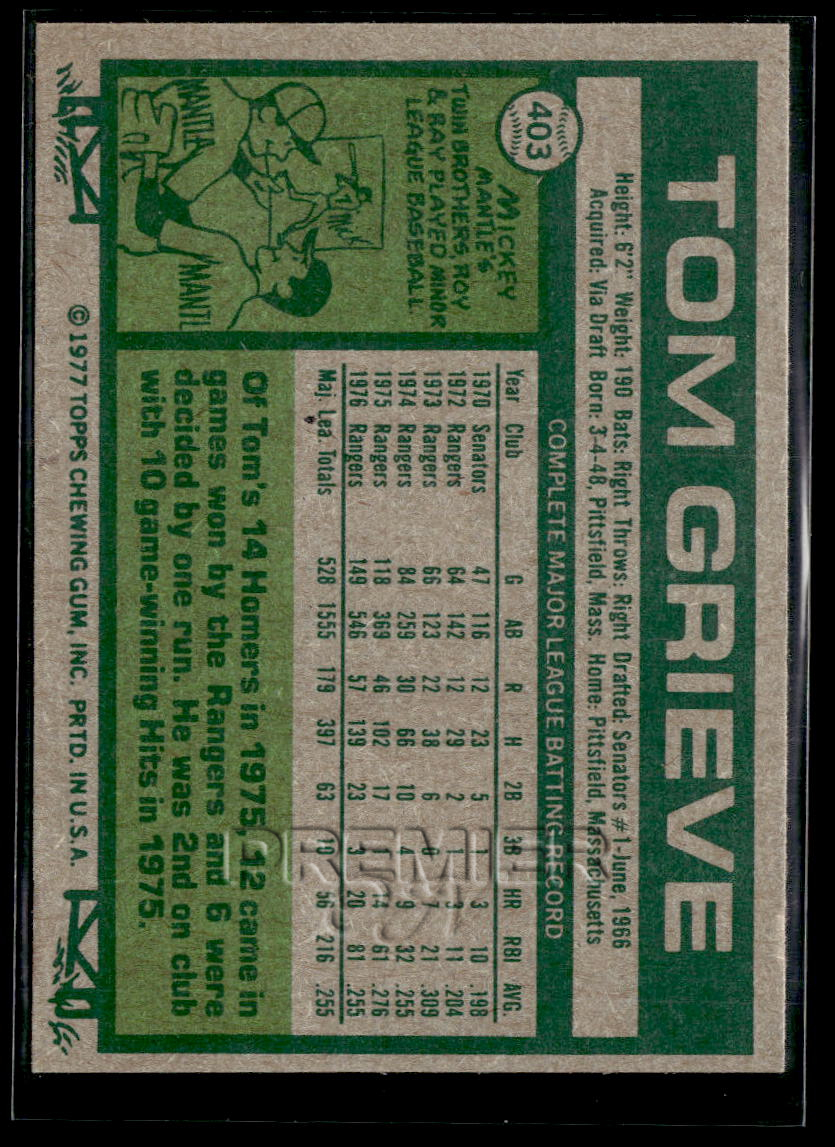 403
TOM GRIEVE
Height: 6'2" Weight: 190 Bats: Right Throws: Right Drafted: Senators #1-June, 1966
Acquired: Via Draft Born: 3-4-48, Pittsfield, Mass. Home: Pittsfield, Massachusetts
COMPLETE MAJOR LEAGUE BATTING RECORD
Year Club G AB R H 2B 3B HR RBI AVG.
1970 Senators 47 116 12 23 5 1 3 10 .198
1972 Rangers 64 142 12 29 2 1 3 11 .204
1973 Rangers 66 123 22 38 6 0 7 21 .309
1974 Rangers 84 259 30 66 10 4 9 32 .255
1975 Rangers 118 369 46 102 17 1 14 61 .276
1976 Rangers 149 546 57 139 23 3 20 81 .255
Maj. Lea. Totals 528 1555 179 397 63 10 56 216 .255
MICKEY
MANTLE'S
TWIN BROTHERS, ROY
& RAY PLAYED MINOR
LEAGUE BASEBALL.
MICK
MANTLA
MANTL
Of Tom's 14 Homers in 1975, 12 came in
games won by the Rangers and 6 were
decided by one run. He was 2nd on club
with 10 game-winning Hits in 1975.
© 1977 TOPPS CHEWING GUM, INC. PRTD. IN U.S.A.
PREMIER